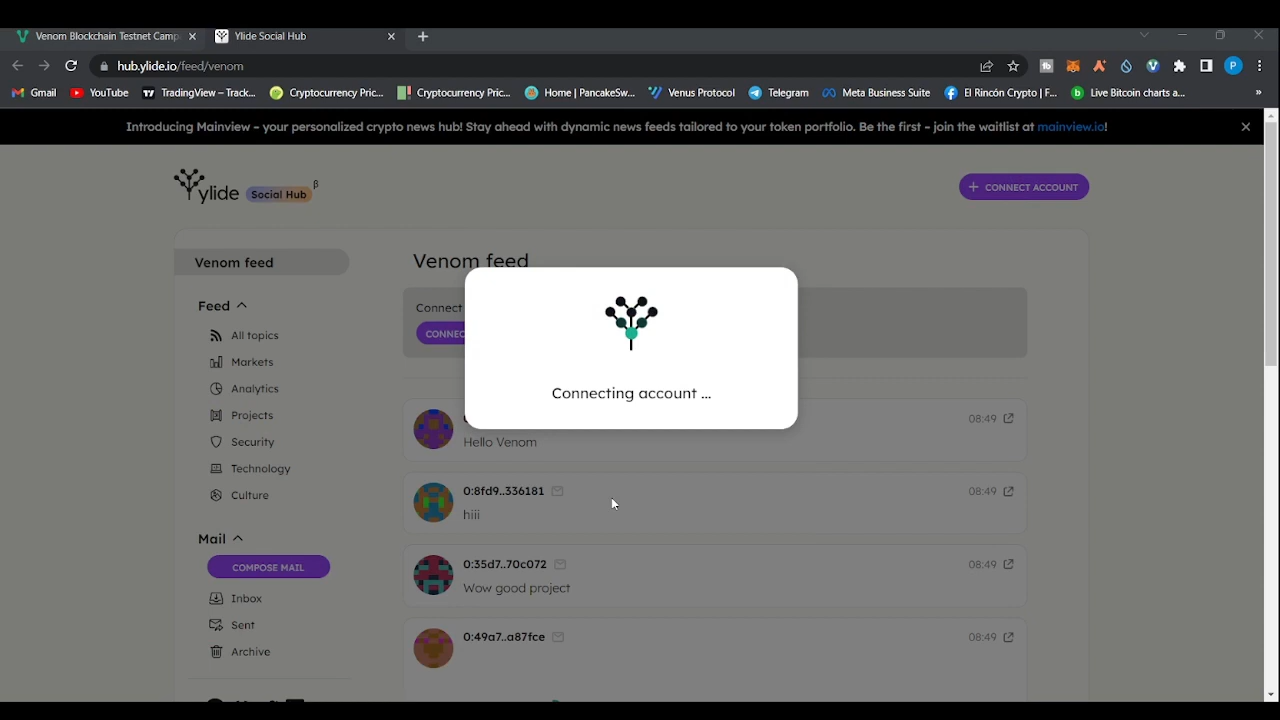 Venom Blockchain Testnet Camp
Ylide Social Hub
hub.ylide.io/feed/venom
Gmail
YouTube
TradingView – Track...
Cryptocurrency Pric...
Cryptocurrency Pric...
Home | PancakeSw...
Venus Protocol
Telegram
Meta Business Suite
El Rincón Crypto | F...
Live Bitcoin charts a...
»
Introducing Mainview – your personalized crypto news hub! Stay ahead with dynamic news feeds tailored to your token portfolio. Be the first – join the waitlist at mainview.io!
ylide Social Hub β
+ CONNECT ACCOUNT
Venom feed
Feed
All topics
Markets
Analytics
Projects
Security
Technology
Culture
Mail
COMPOSE MAIL
Inbox
Sent
Archive
Venom feed
Connect
CONNEC
Connecting account ...
08:49
Hello Venom
0:8fd9..336181
08:49
hiii
0:35d7..70c072
08:49
Wow good project
0:49a7..a87fce
08:49